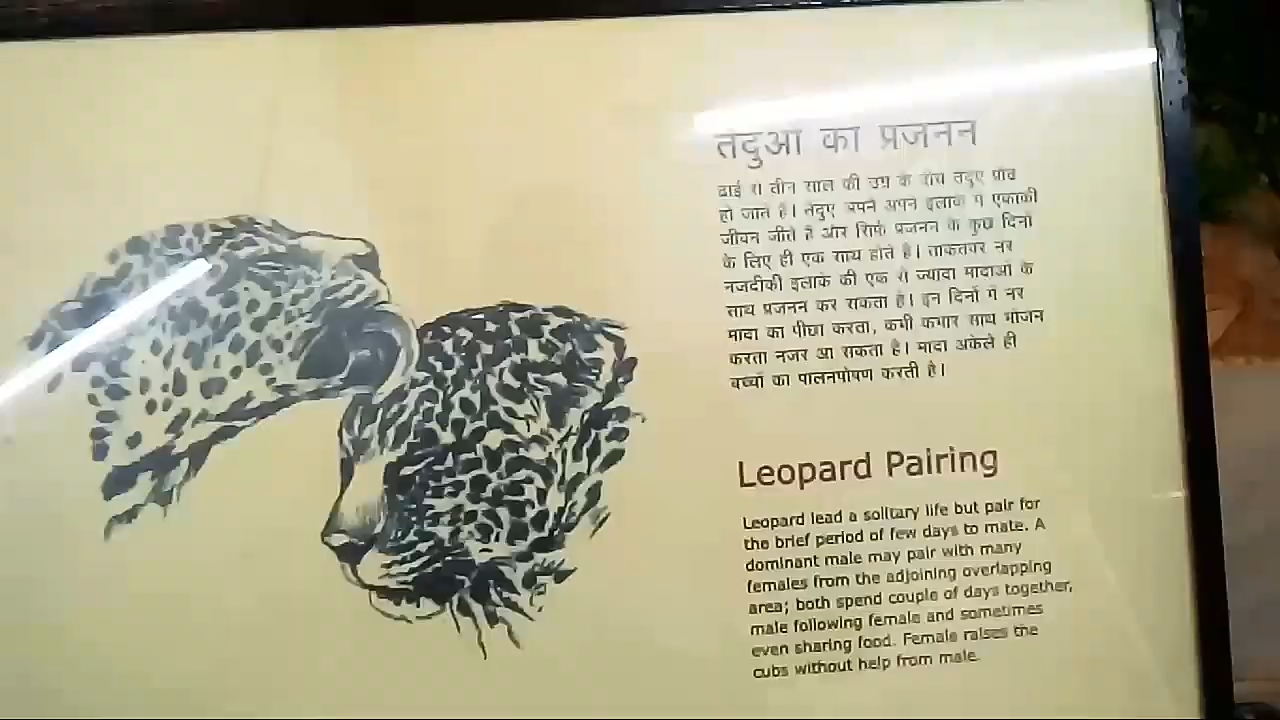 तेंदुओं का प्रजनन
ढाई से तीन साल की उम्र के बीच तेंदुए प्रौढ
हो जाते है। तेंदुए अपने अपने इलाके में एकाकी
जीवन जीते है और सिर्फ प्रजनन के कुछ दिनों
के लिए ही एक साथ होते है। ताकतवर नर
नजदीकी इलाके की एक से ज्यादा मादाओं के
साथ प्रजनन कर सकता है। इन दिनों में नर
मादा का पीछा करता, कभी कभार साथ भोजन
करता नजर आ सकता है। मादा अकेले ही
बच्चों का पालनपोषण करती है।
Leopard Pairing
Leopard lead a solitary life but pair for
the brief period of few days to mate. A
dominant male may pair with many
females from the adjoining overlapping
area; both spend couple of days together,
male following female and sometimes
even sharing food. Female raises the
cubs without help from male.